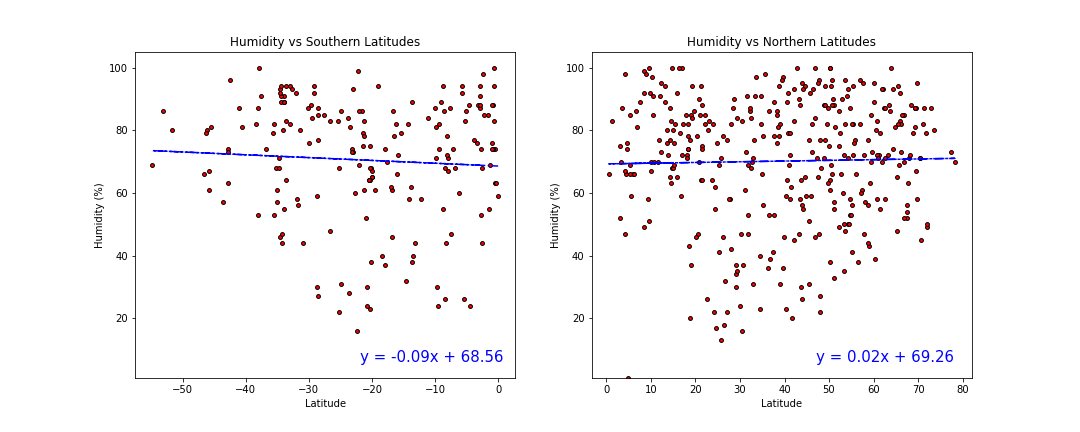 Humidity vs Southern Latitudes
100
80
60
40
20
Humidity (%)
y = -0.09x + 68.56
−50 −40 −30 −20 −10 0
Latitude
Humidity vs Northern Latitudes
100
80
60
40
20
Humidity (%)
y = 0.02x + 69.26
0 10 20 30 40 50 60 70 80
Latitude